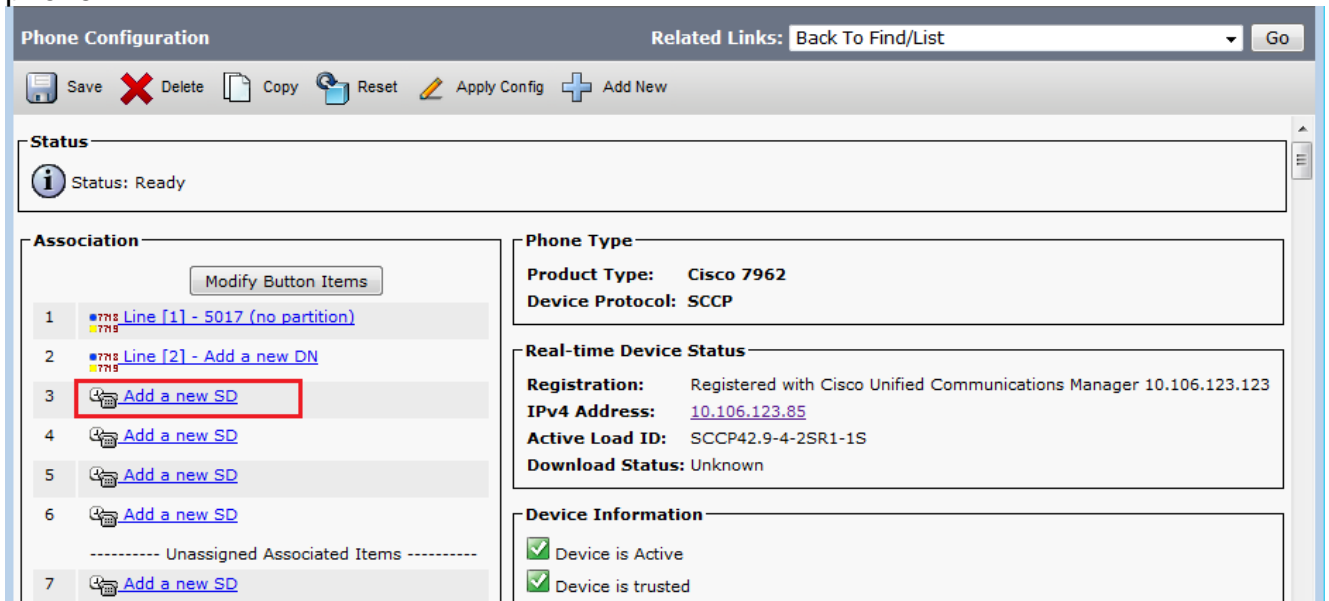 Phone Configuration
Related Links: Back To Find/List Go
Save Delete Copy Reset Apply Config Add New
Status
Status: Ready
Association
Modify Button Items
1 Line [1] - 5017 (no partition)
2 Line [2] - Add a new DN
3 Add a new SD
4 Add a new SD
5 Add a new SD
6 Add a new SD
---------- Unassigned Associated Items ----------
7 Add a new SD
Phone Type
Product Type: Cisco 7962
Device Protocol: SCCP
Real-time Device Status
Registration: Registered with Cisco Unified Communications Manager 10.106.123.123
IPv4 Address: 10.106.123.85
Active Load ID: SCCP42.9-4-2SR1-1S
Download Status: Unknown
Device Information
Device is Active
Device is trusted